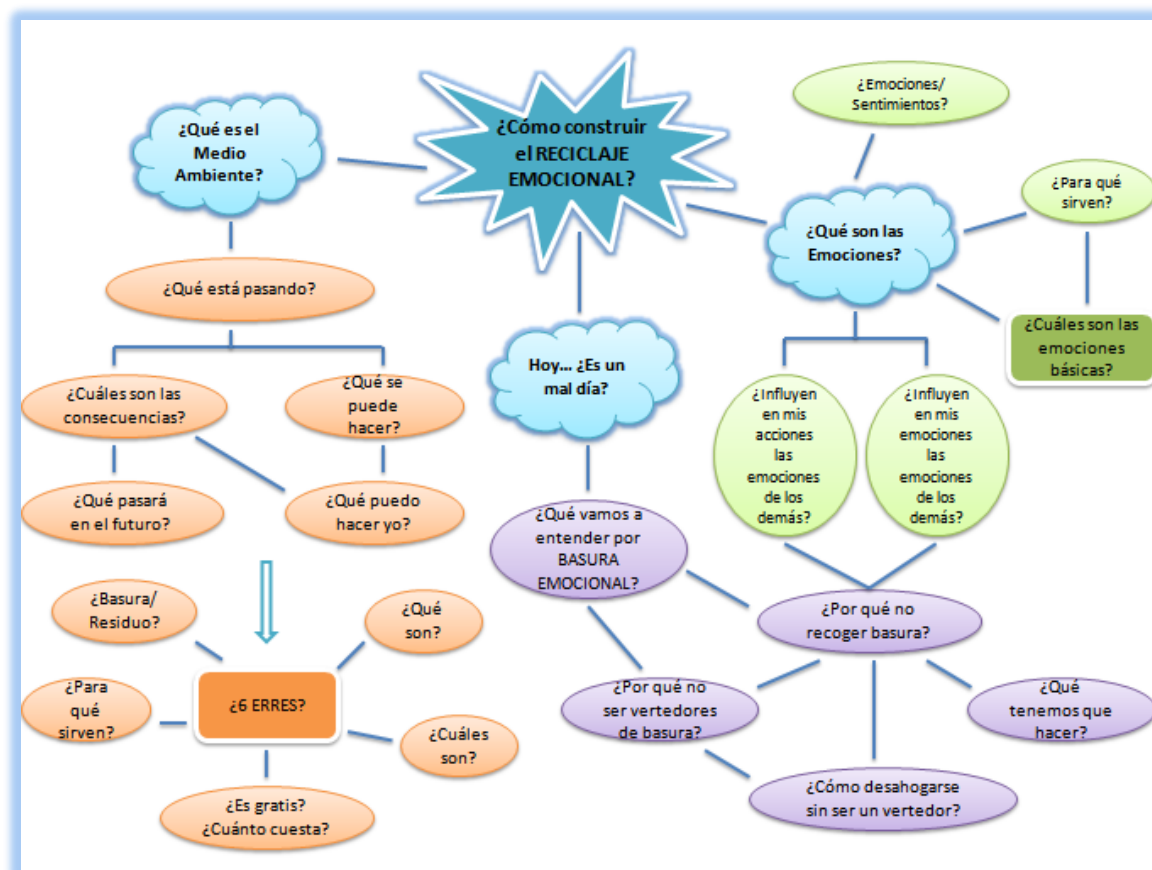 ¿Cómo construir
el RECICLAJE
EMOCIONAL?
¿Qué es el
Medio
Ambiente?
¿Qué está pasando?
¿Cuáles son las
consecuencias?
¿Qué se
puede
hacer?
¿Qué pasará
en el futuro?
¿Qué puedo
hacer yo?
¿Basura/
Residuo?
¿Qué
son?
¿Para
qué
sirven?
¿6 ERRES?
¿Cuáles
son?
¿Es gratis?
¿Cuánto cuesta?
Hoy... ¿Es un
mal día?
¿Qué vamos a
entender por
BASURA
EMOCIONAL?
¿Emociones/
Sentimientos?
¿Qué son las
Emociones?
¿Para qué
sirven?
¿Cuáles son las
emociones
básicas?
¿Influyen
en mis
acciones
las
emociones
de los
demás?
¿Influyen
en mis
emociones
las
emociones
de los
demás?
¿Por qué no
recoger basura?
¿Por qué no
ser vertedores
de basura?
¿Qué
tenemos que
hacer?
¿Cómo desahogarse
sin ser un vertedor?